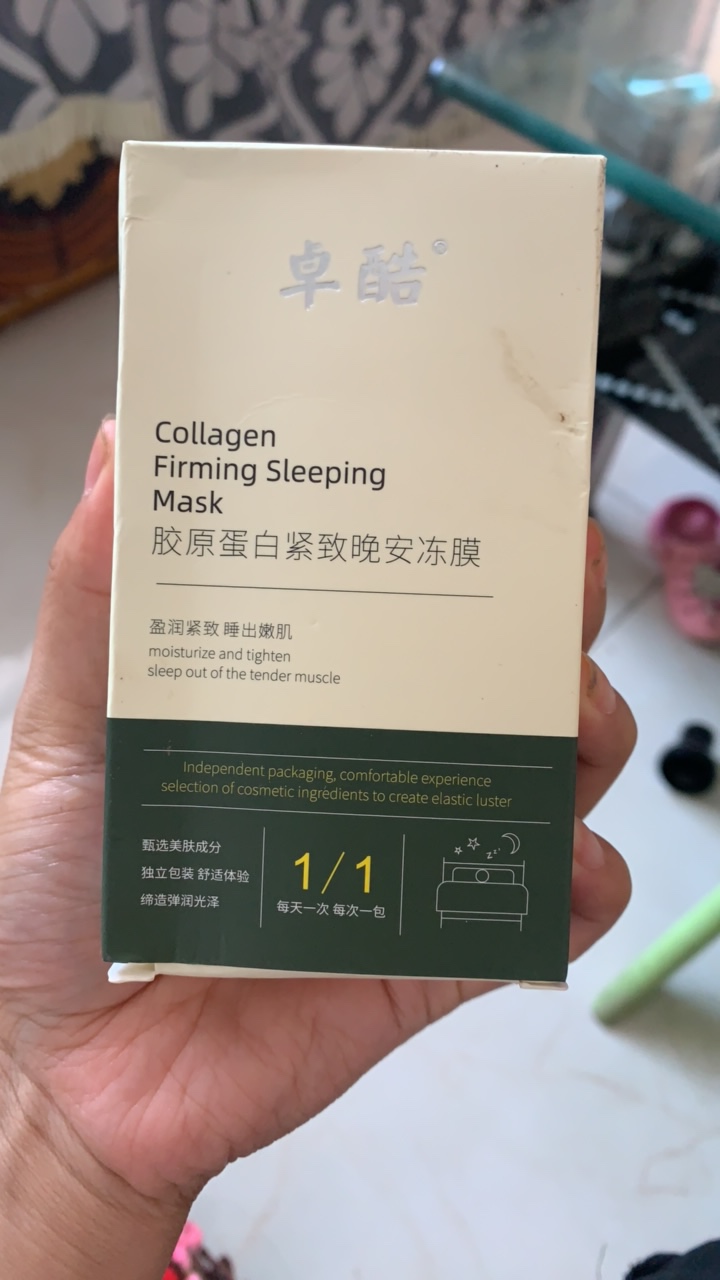 卓酷®
Collagen
Firming Sleeping
Mask
胶原蛋白紧致晚安冻膜
盈润紧致 睡出嫩肌
moisturize and tighten
sleep out of the tender muscle
Independent packaging, comfortable experience
selection of cosmetic ingredients to create elastic luster
甄选美肤成分
独立包装 舒适体验
缔造弹润光泽
1/1
每天一次 每次一包
zzz